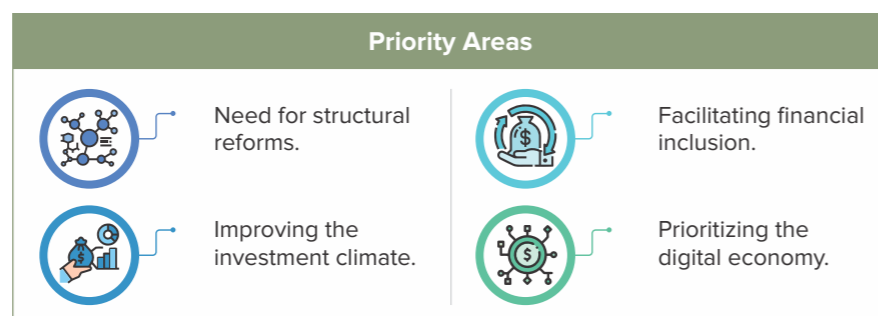 Priority Areas
Need for structural
reforms.
Facilitating financial
inclusion.
Improving the
investment climate.
Prioritizing the
digital economy.